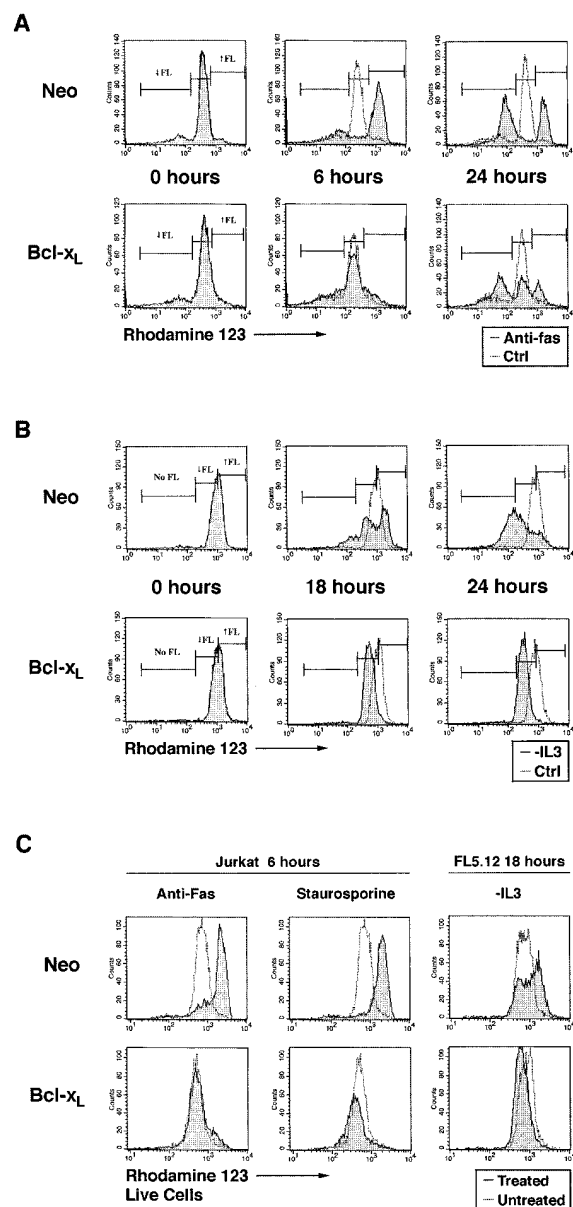 A
Neo
↓FL ↑FL
0 hours 6 hours 24 hours
Bcl-xL
↓FL ↑FL
Rhodamine 123
Anti-fas
Ctrl
B
Neo
No FL ↓FL ↑FL
0 hours 18 hours 24 hours
Bcl-xL
No FL ↓FL ↑FL
Rhodamine 123
-IL3
Ctrl
C
Jurkat 6 hours FL5.12 18 hours
Anti-Fas Staurosporine -IL3
Neo
Bcl-xL
Rhodamine 123
Live Cells
Treated
Untreated